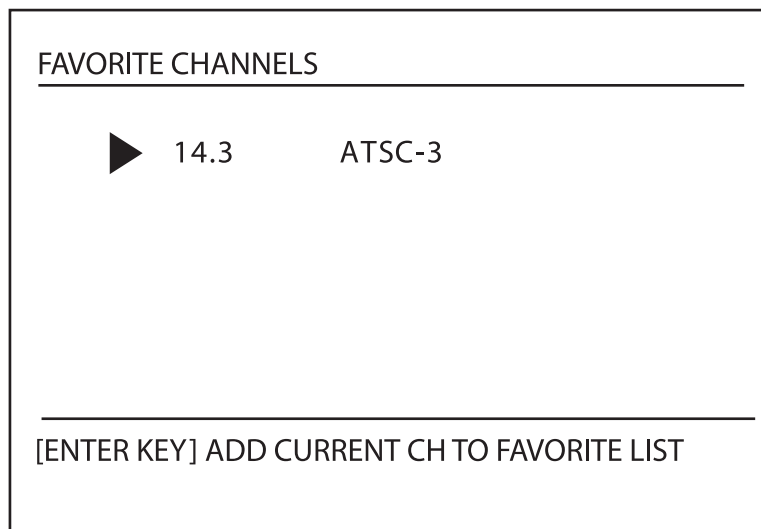 FAVORITE CHANNELS
14.3 ATSC-3
[ENTER KEY] ADD CURRENT CH TO FAVORITE LIST